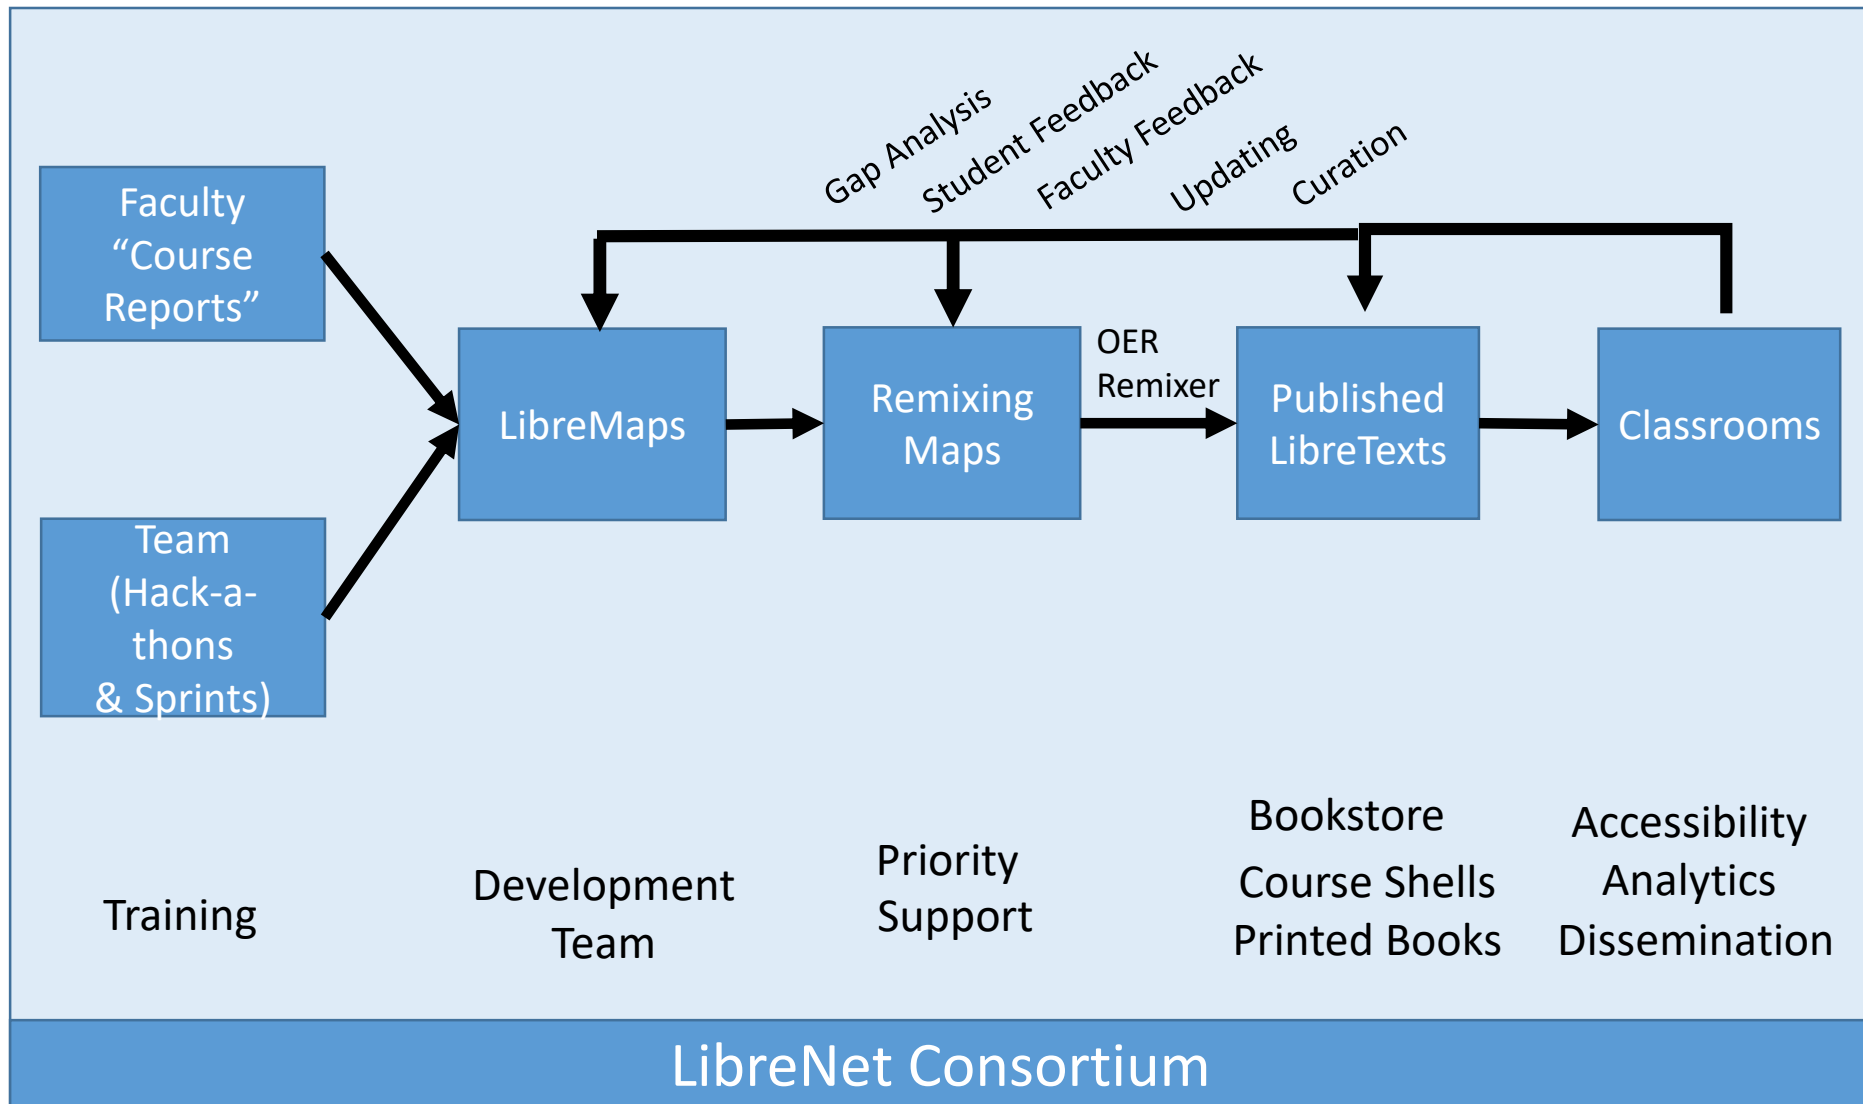 Gap Analysis
Student Feedback
Faculty Feedback
Updating
Curation
Faculty
“Course
Reports”
Team
(Hack-a-
thons
& Sprints)
LibreMaps
Remixing
Maps
OER
Remixer
Published
LibreTexts
Classrooms
Training
Development
Team
Priority
Support
Bookstore
Course Shells
Printed Books
Accessibility
Analytics
Dissemination
LibreNet Consortium